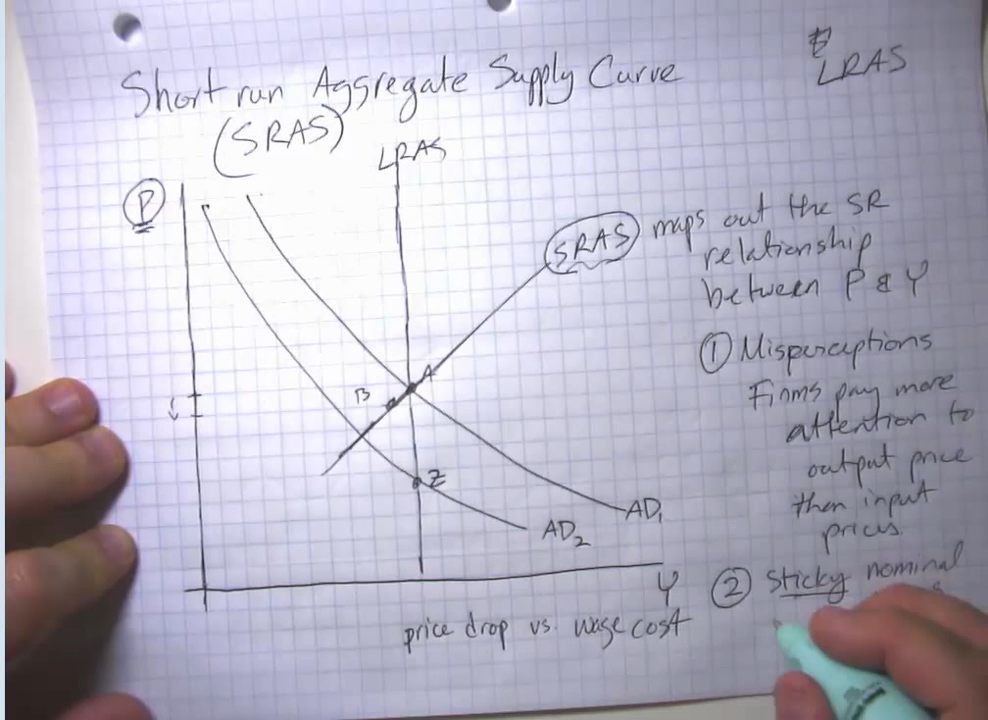 Short run Aggregate Supply Curve
(SRAS)
LRAS
LRAS
P
SRAS maps out the SR
relationship
between P & Y
① Misperceptions
Firms pay more
attention to
output price
then input
prices
A
B
Z
AD₁
AD₂
Y
② Sticky nominal
price drop vs. wage cost